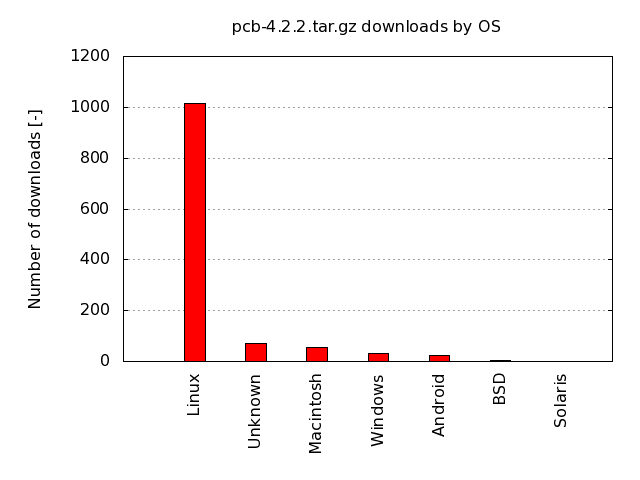 pcb-4.2.2.tar.gz downloads by OS
Number of downloads [-]
1200
1000
800
600
400
200
0
Linux
Unknown
Macintosh
Windows
Android
BSD
Solaris